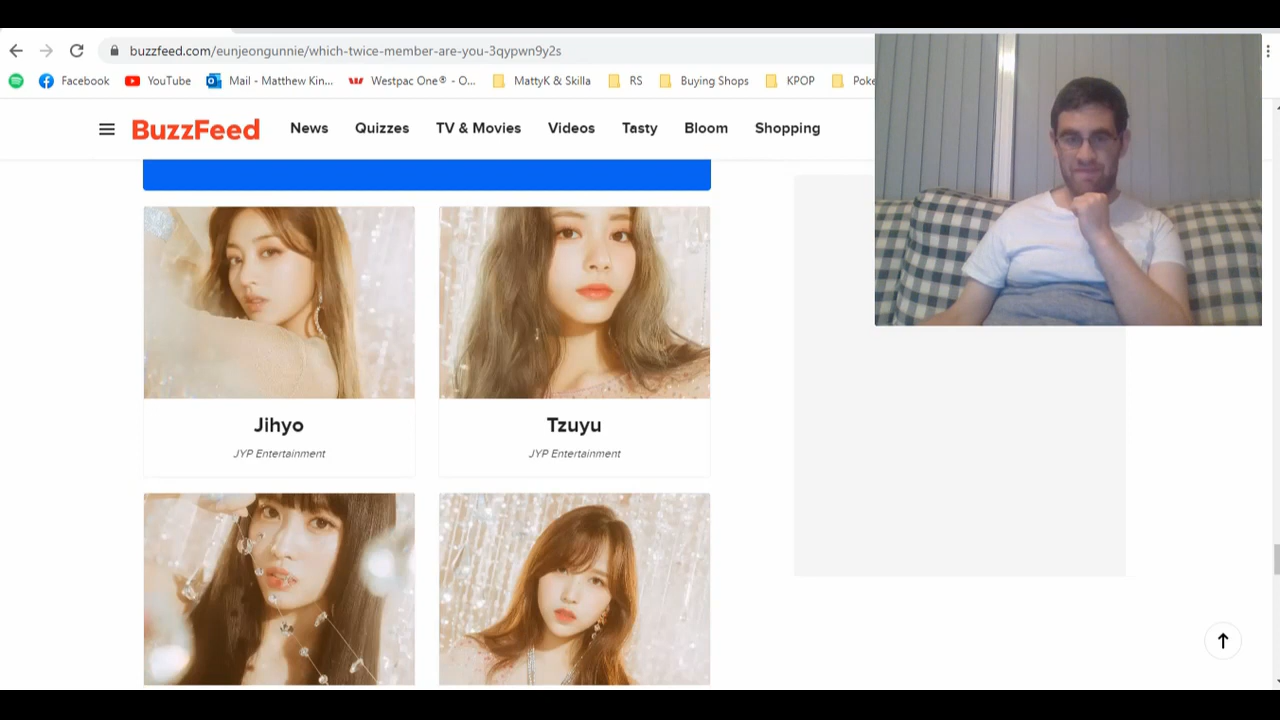 buzzfeed.com/eunjeongunnie/which-twice-member-are-you-3qypwn9y2s
Facebook YouTube Mail - Matthew Kin... Westpac One® - O... MattyK & Skilla RS Buying Shops KPOP Poke
BuzzFeed News Quizzes TV & Movies Videos Tasty Bloom Shopping
Jihyo Tzuyu
JYP Entertainment JYP Entertainment